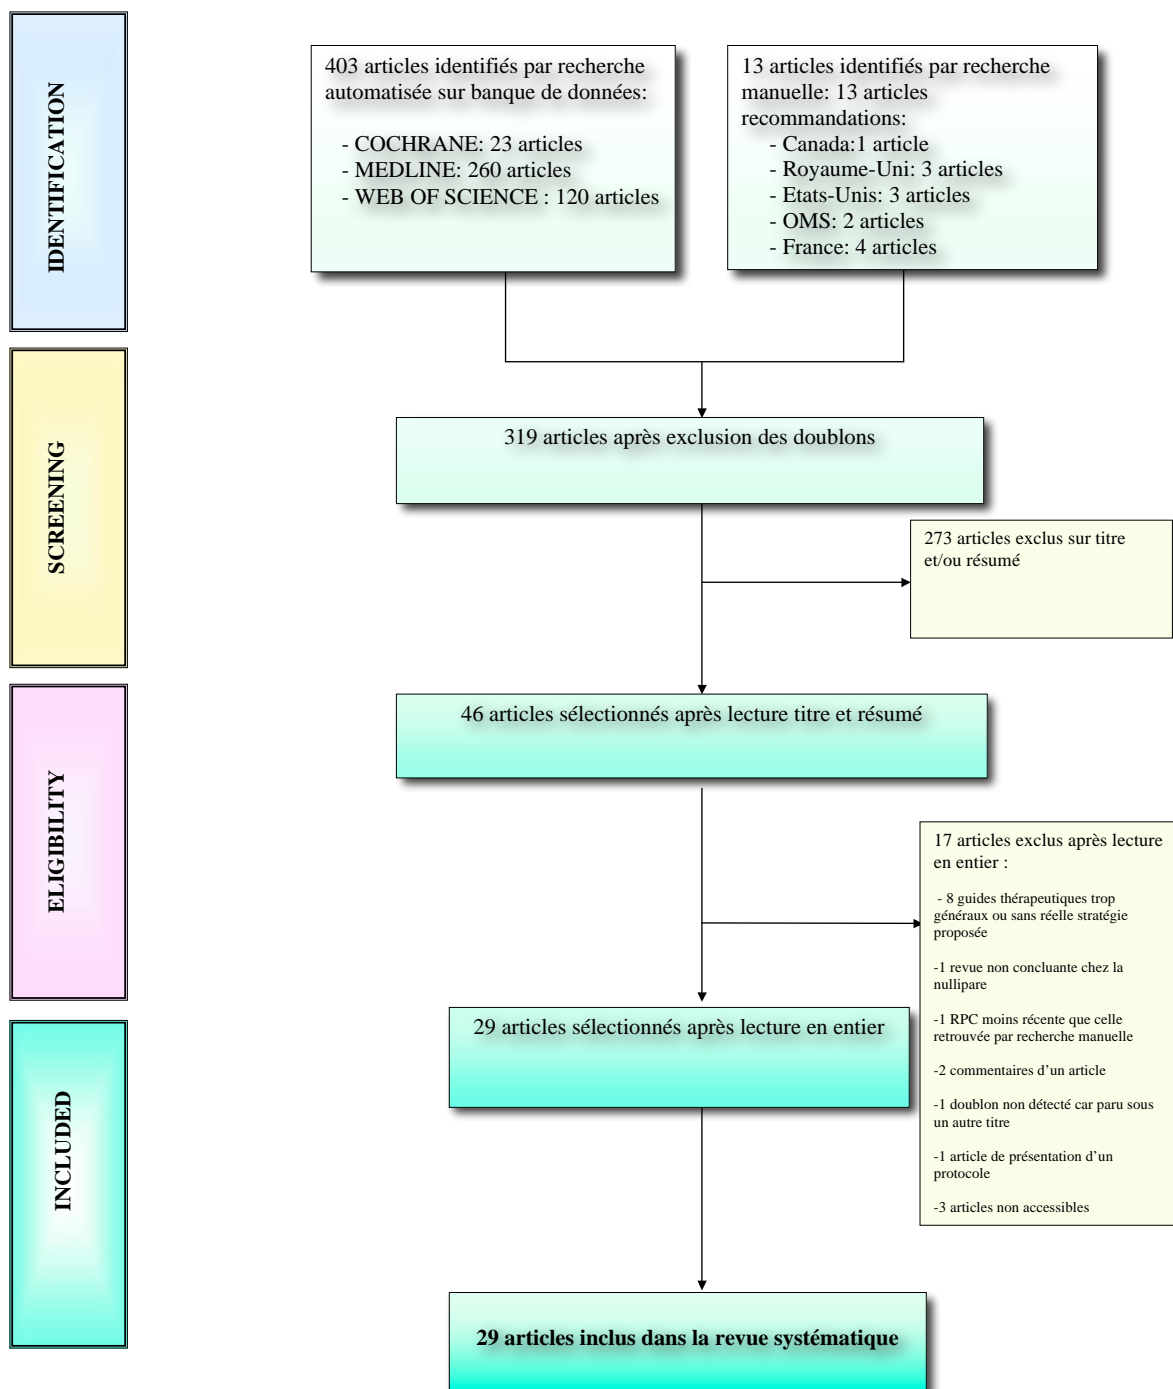 IDENTIFICATION
403 articles identifiés par recherche
automatisée sur banque de données:
- COCHRANE: 23 articles
- MEDLINE: 260 articles
- WEB OF SCIENCE : 120 articles
13 articles identifiés par recherche
manuelle: 13 articles
recommandations:
- Canada:1 article
- Royaume-Uni: 3 articles
- Etats-Unis: 3 articles
- OMS: 2 articles
- France: 4 articles
SCREENING
319 articles après exclusion des doublons
273 articles exclus sur titre
et/ou résumé
ELIGIBILITY
46 articles sélectionnés après lecture titre et résumé
17 articles exclus après lecture
en entier :
- 8 guides thérapeutiques trop
généraux ou sans réelle stratégie
proposée
-1 revue non concluante chez la
nullipare
-1 RPC moins récente que celle
retrouvée par recherche manuelle
-2 commentaires d'un article
-1 doublon non détecté car paru sous
un autre titre
-1 article de présentation d'un
protocole
-3 articles non accessibles
INCLUDED
29 articles sélectionnés après lecture en entier
29 articles inclus dans la revue systématique